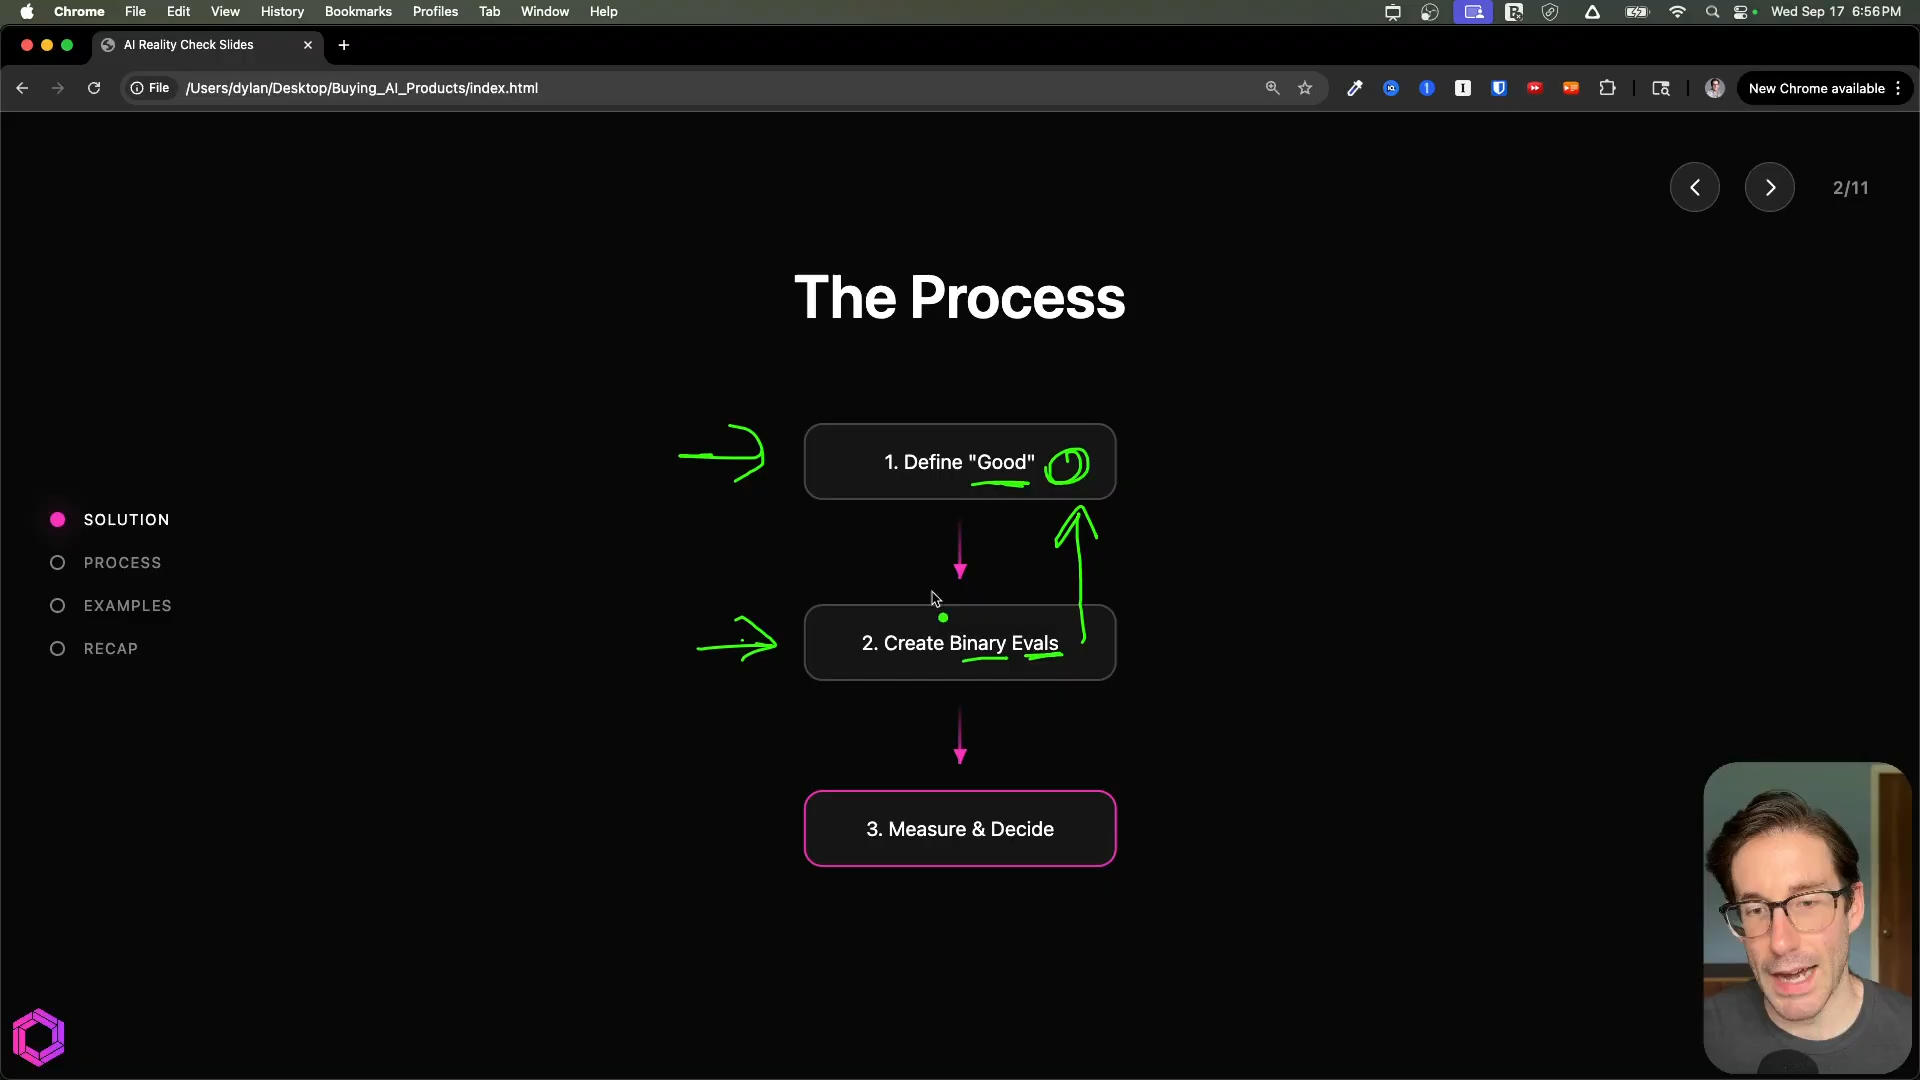 Chrome File Edit View History Bookmarks Profiles Tab Window Help Wed Sep 17 6:56 PM
AI Reality Check Slides
File /Users/dylan/Desktop/Buying_AI_Products/index.html New Chrome available
2/11
The Process
1. Define "Good"
SOLUTION
PROCESS
EXAMPLES
2. Create Binary Evals
RECAP
3. Measure & Decide